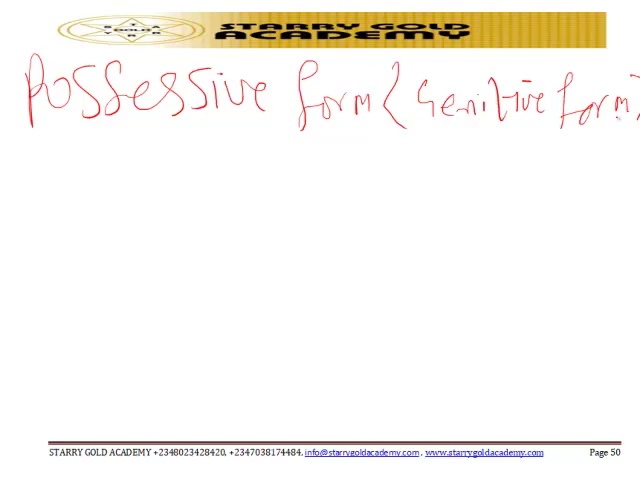 STARRY GOLD
ACADEMY
Possessive form (Genitive form)
STARRY GOLD ACADEMY +2348023428420, +2347038174484, info@starrygoldacademy.com, www.starrygoldacademy.com Page 50